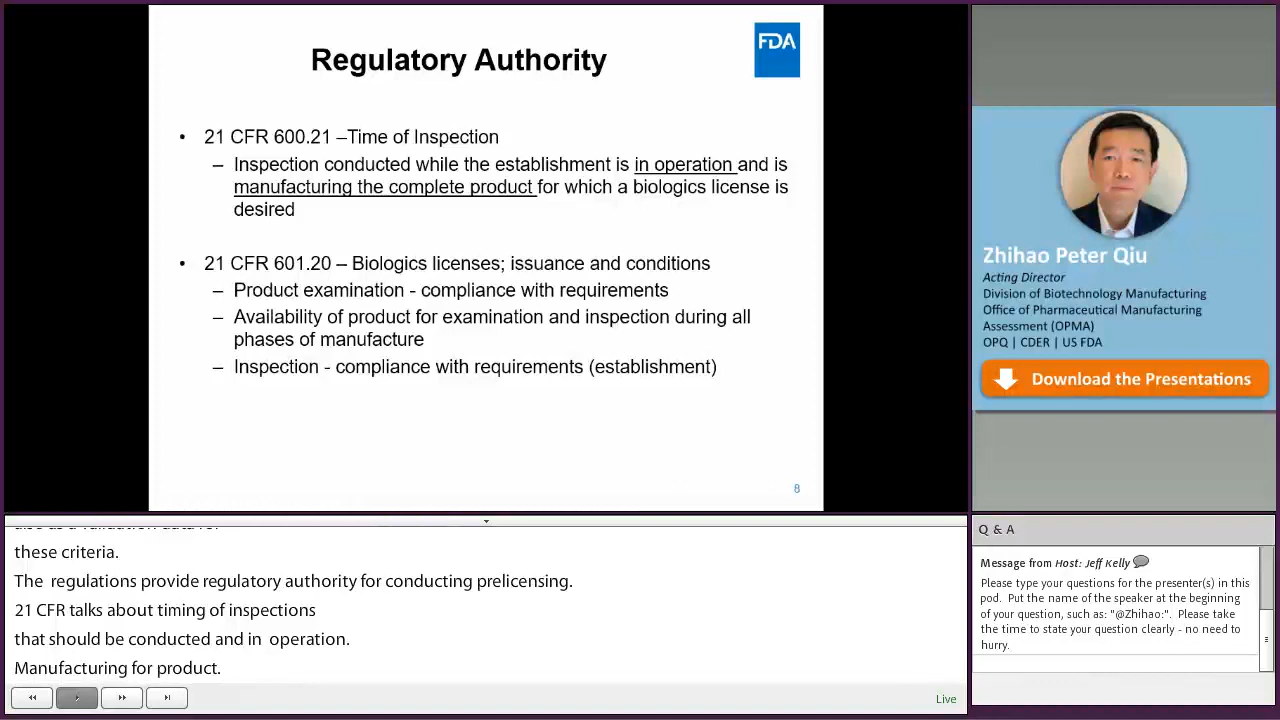 Regulatory Authority
FDA
• 21 CFR 600.21 –Time of Inspection
– Inspection conducted while the establishment is in operation and is
manufacturing the complete product for which a biologics license is
desired
• 21 CFR 601.20 – Biologics licenses; issuance and conditions
– Product examination - compliance with requirements
– Availability of product for examination and inspection during all
phases of manufacture
– Inspection - compliance with requirements (establishment)
8
Zhihao Peter Qiu
Acting Director
Division of Biotechnology Manufacturing
Office of Pharmaceutical Manufacturing
Assessment (OPMA)
OPQ | CDER | US FDA
Download the Presentations
these criteria.
The regulations provide regulatory authority for conducting prelicensing.
21 CFR talks about timing of inspections
that should be conducted and in operation.
Manufacturing for product.
Live
Q & A
Message from Host: Jeff Kelly
Please type your questions for the presenter(s) in this
pod. Put the name of the speaker at the beginning
of your question, such as: "@Zhihao:". Please take
the time to state your question clearly - no need to
hurry.